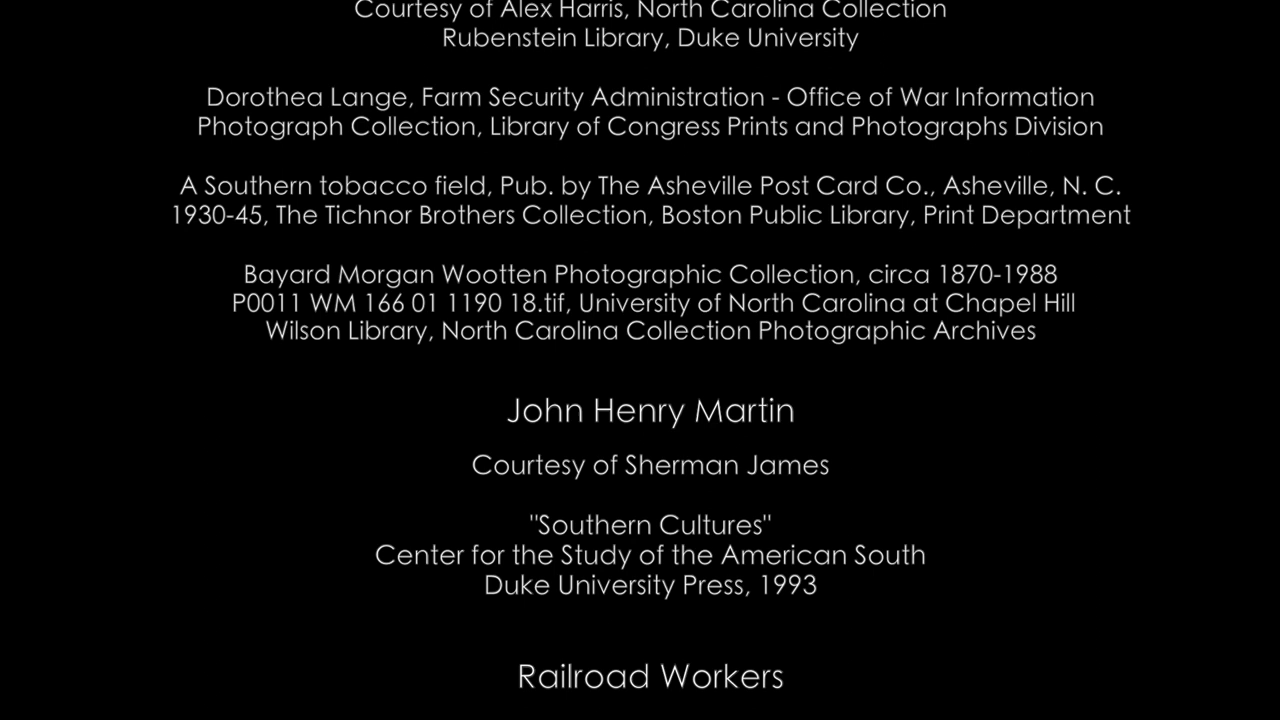 Courtesy of Alex Harris, North Carolina Collection
Rubenstein Library, Duke University
Dorothea Lange, Farm Security Administration - Office of War Information
Photograph Collection, Library of Congress Prints and Photographs Division
A Southern tobacco field, Pub. by The Asheville Post Card Co., Asheville, N. C.
1930-45, The Tichnor Brothers Collection, Boston Public Library, Print Department
Bayard Morgan Wootten Photographic Collection, circa 1870-1988
P0011 WM 166 01 1190 18.tif, University of North Carolina at Chapel Hill
Wilson Library, North Carolina Collection Photographic Archives
John Henry Martin
Courtesy of Sherman James
"Southern Cultures"
Center for the Study of the American South
Duke University Press, 1993
Railroad Workers